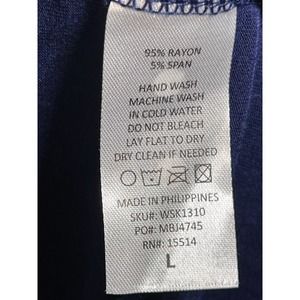 95% RAYON
5% SPAN
HAND WASH
MACHINE WASH
IN COLD WATER
DO NOT BLEACH
LAY FLAT TO DRY
DRY CLEAN IF NEEDED
MADE IN PHILIPPINES
SKU#: WSK1310
PO#: MBJ4745
RN#: 15514
L